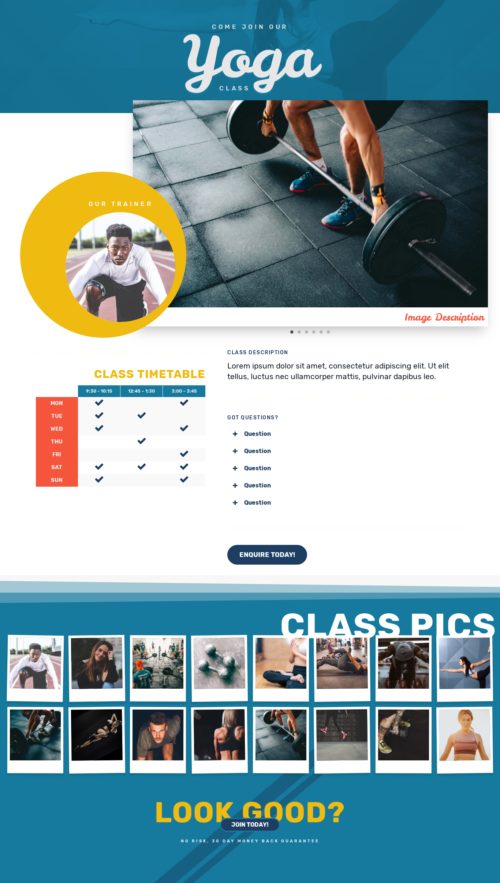 COME JOIN OUR
Yoga
CLASS
OUR TRAINER
Image Description
CLASS TIMETABLE
9:30 - 10:15 12:45 - 1:30 3:00 - 3:45
MON
TUE
WED
THU
FRI
SAT
SUN
CLASS DESCRIPTION
Lorem ipsum dolor sit amet, consectetur adipiscing elit. Ut elit
tellus, luctus nec ullamcorper mattis, pulvinar dapibus leo.
GOT QUESTIONS?
+ Question
+ Question
+ Question
+ Question
+ Question
ENQUIRE TODAY!
CLASS PICS
LOOK GOOD?
JOIN TODAY!
NO RISK, 30 DAY MONEY BACK GUARANTEE